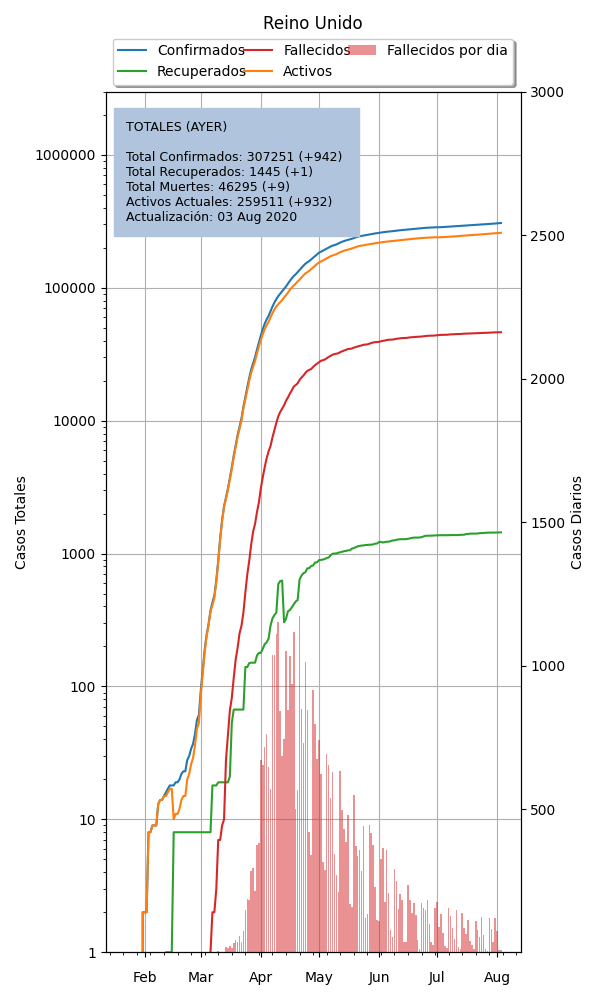 Reino Unido
Confirmados
Recuperados
Fallecidos
Activos
Fallecidos por dia
TOTALES (AYER)
Total Confirmados: 307251 (+942)
Total Recuperados: 1445 (+1)
Total Muertes: 46295 (+9)
Activos Actuales: 259511 (+932)
Actualización: 03 Aug 2020
Casos Totales
1000000
100000
10000
1000
100
10
1
Casos Diarios
3000
2500
2000
1500
1000
500
Feb Mar Apr May Jun Jul Aug